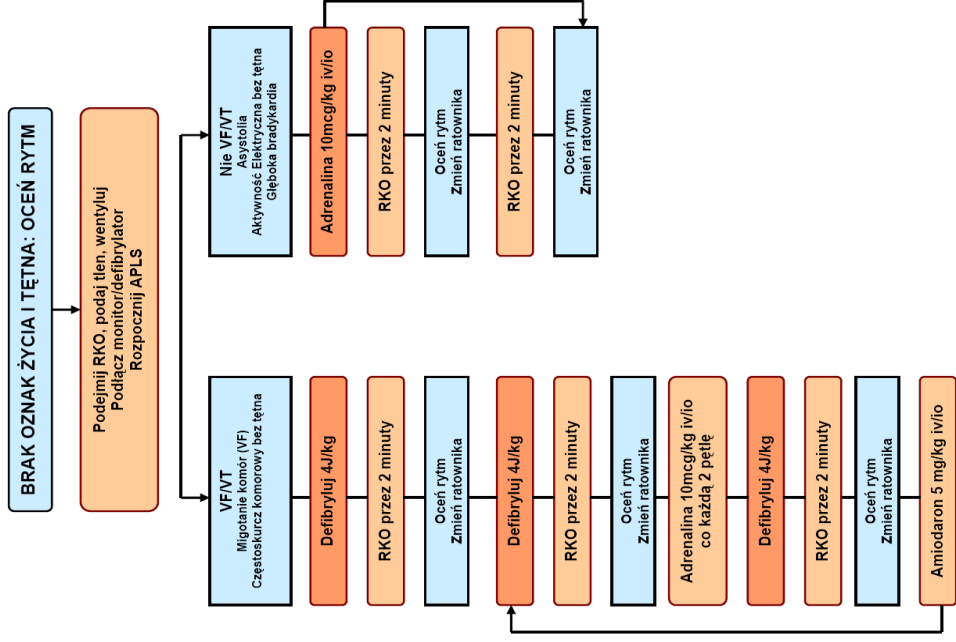 BRAK OZNAK ŻYCIA I TĘTNA: OCEŃ RYTM
Podejmij RKO, podaj tlen, wentyluj
Podłącz monitor/defibrylator
Rozpocznij APLS
VF/VT
Migotanie komór (VF)
Częstoskurcz komorowy bez tętna
Defibryluj 4J/kg
RKO przez 2 minuty
Oceń rytm
Zmień ratownika
Defibryluj 4J/kg
RKO przez 2 minuty
Oceń rytm
Zmień ratownika
Adrenalina 10mcg/kg iv/io
co każdą 2 pętlę
Defibryluj 4J/kg
RKO przez 2 minuty
Oceń rytm
Zmień ratownika
Amiodaron 5 mg/kg iv/io
Nie VF/VT
Asystolia
Aktywność Elektryczna bez tętna
Głęboka bradykardia
Adrenalina 10mcg/kg iv/io
RKO przez 2 minuty
Oceń rytm
Zmień ratownika
RKO przez 2 minuty
Oceń rytm
Zmień ratownika